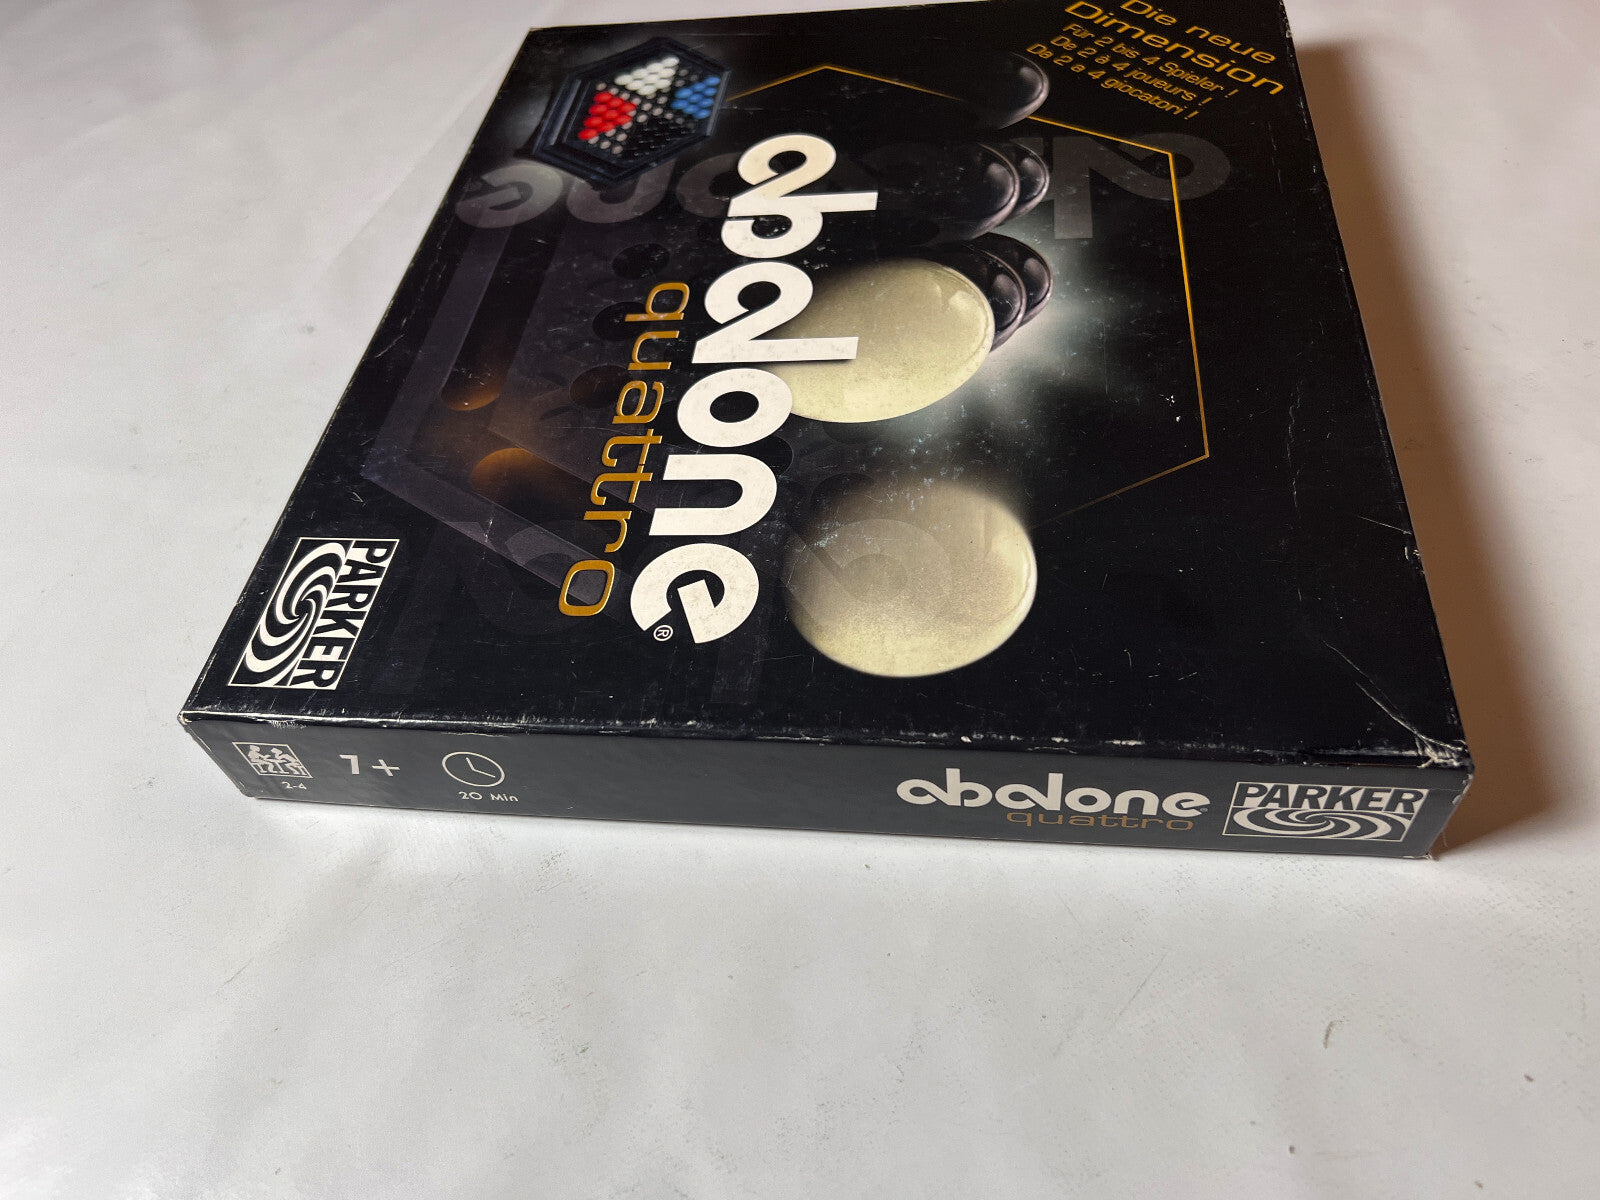 Die neue
Dimension
Für 2 bis 4 Spieler !
De 2 à 4 joueurs !
Da 2 a 4 giocatori !
abalone
abalone®
quattro
PARKER
2-4
7+
20 Min
abalone®
quattro
PARKER